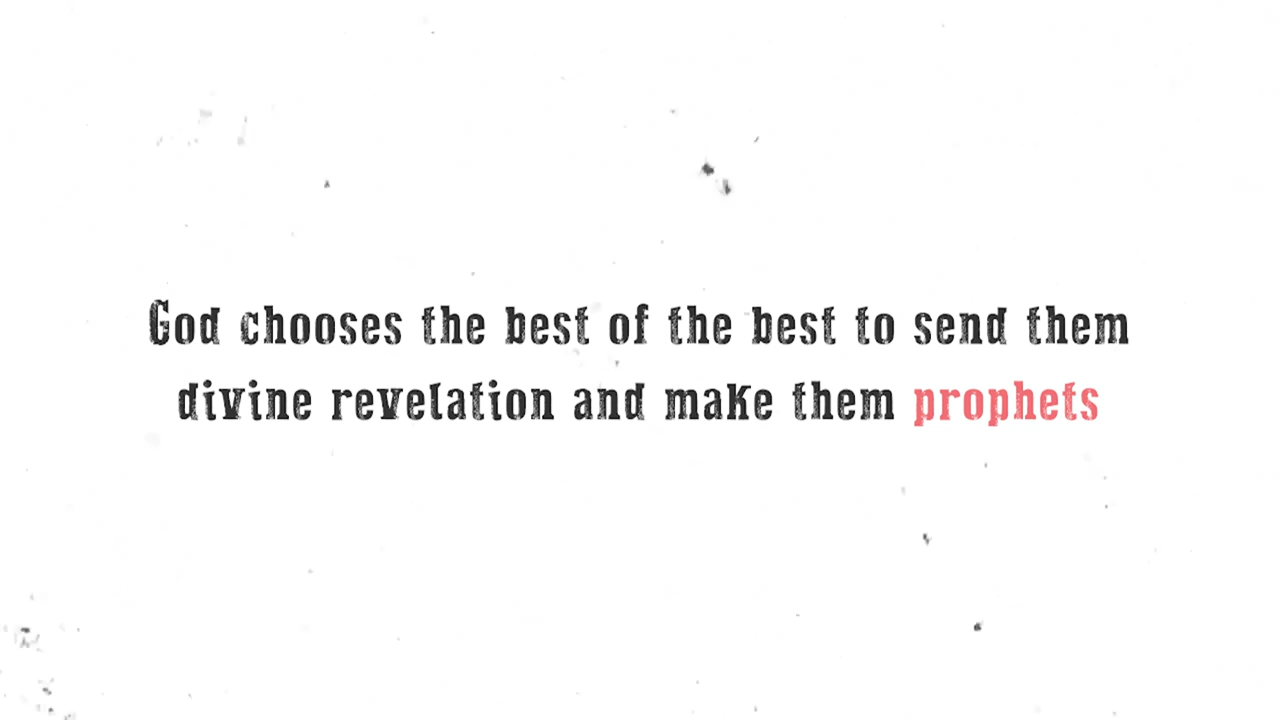 God chooses the best of the best to send them
divine revelation and make them prophets